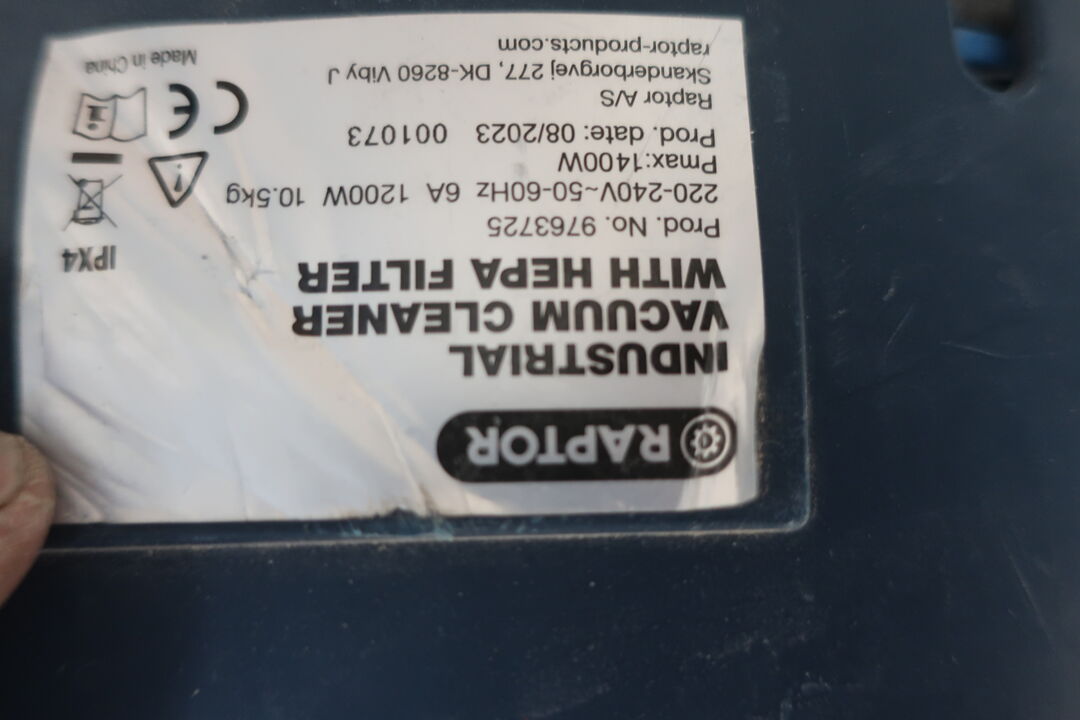 RAPTOR
INDUSTRIAL
VACUUM CLEANER
WITH HEPA FILTER
Prod. No. 9763725
220-240V~50-60Hz 6A 1200W 10.5kg
Pmax:1400W
Prod. date: 08/2023 001073
Raptor A/S
Skanderborgvej 277, DK-8260 Viby J
raptor-products.com
IPX4
CE
Made in China